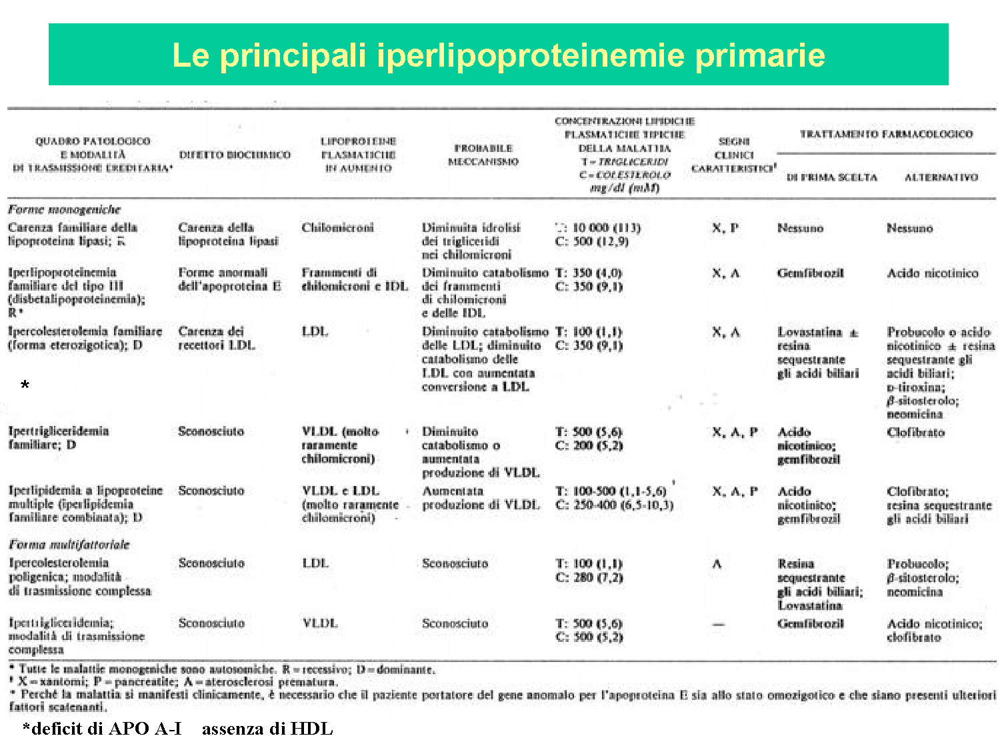 Le principali iperlipoproteinemie primarie
QUADRO PATOLOGICO
E MODALITÀ
DI TRASMISSIONE EREDITARIA*
DIFETTO BIOCHIMICO
LIPOPROTEINE
PLASMATICHE
IN AUMENTO
PROBABILE
MECCANISMO
CONCENTRAZIONI LIPIDICHE
PLASMATICHE TIPICHE
DELLA MALATTIA
T = TRIGLICERIDI
C = COLESTEROLO
mg/dl (mM)
SEGNI
CLINICI
CARATTERISTICI†
TRATTAMENTO FARMACOLOGICO
DI PRIMA SCELTA
ALTERNATIVO
Forme monogeniche
Carenza familiare della
lipoproteina lipasi; R
Carenza della
lipoproteina lipasi
Chilomicroni
Diminuita idrolisi
dei trigliceridi
nei chilomicroni
T: 10 000 (113)
C: 500 (12,9)
X, P
Nessuno
Nessuno
Iperlipoproteinemia
familiare del tipo III
(disbetalipoproteinemia);
R*
Forme anormali
dell'apoproteina E
Frammenti di
chilomicroni e IDL
Diminuito catabolismo
dei frammenti
di chilomicroni
e delle IDL
T: 350 (4,0)
C: 350 (9,1)
X, A
Gemfibrozil
Acido nicotinico
Ipercolesterolemia familiare
(forma eterozigotica); D
Carenza dei
recettori LDL
LDL
Diminuito catabolismo
delle LDL; diminuito
catabolismo delle
LDL con aumentata
conversione a LDL
T: 100 (1,1)
C: 350 (9,1)
X, A
Lovastatina ±
resina
sequestrante
gli acidi biliari
Probucolo o acido
nicotinico ± resina
sequestrante gli
acidi biliari;
D-tiroxina;
β-sitosterolo;
neomicina
*
Ipertrigliceridemia
familiare; D
Sconosciuto
VLDL (molto
raramente
chilomicroni)
Diminuito
catabolismo o
aumentata
produzione di VLDL
T: 500 (5,6)
C: 200 (5,2)
X, A, P
Acido
nicotinico;
gemfibrozil
Clofibrato
Iperlipidemia a lipoproteine
multiple (iperlipidemia
familiare combinata); D
Sconosciuto
VLDL e LDL
(molto raramente
chilomicroni)
Aumentata
produzione di VLDL
T: 100-500 (1,1-5,6)
C: 250-400 (6,5-10,3)
X, A, P
Acido
nicotinico;
gemfibrozil
Clofibrato;
resina sequestrante
gli acidi biliari
Forma multifattoriale
Ipercolesterolemia
poligenica; modalità
di trasmissione complessa
Sconosciuto
LDL
Sconosciuto
T: 100 (1,1)
C: 280 (7,2)
A
Resina
sequestrante
gli acidi biliari;
Lovastatina
Probucolo;
β-sitosterolo;
neomicina
Ipertrigliceridemia;
modalità di trasmissione
complessa
Sconosciuto
VLDL
Sconosciuto
T: 500 (5,6)
C: 500 (5,2)
—
Gemfibrozil
Acido nicotinico;
clofibrato
* Tutte le malattie monogeniche sono autosomiche. R = recessivo; D = dominante.
† X = xantomi; P = pancreatite; A = aterosclerosi prematura.
* Perché la malattia si manifesti clinicamente, è necessario che il paziente portatore del gene anomalo per l'apoproteina E sia allo stato omozigotico e che siano presenti ulteriori
fattori scatenanti.
*deficit di APO A-I assenza di HDL